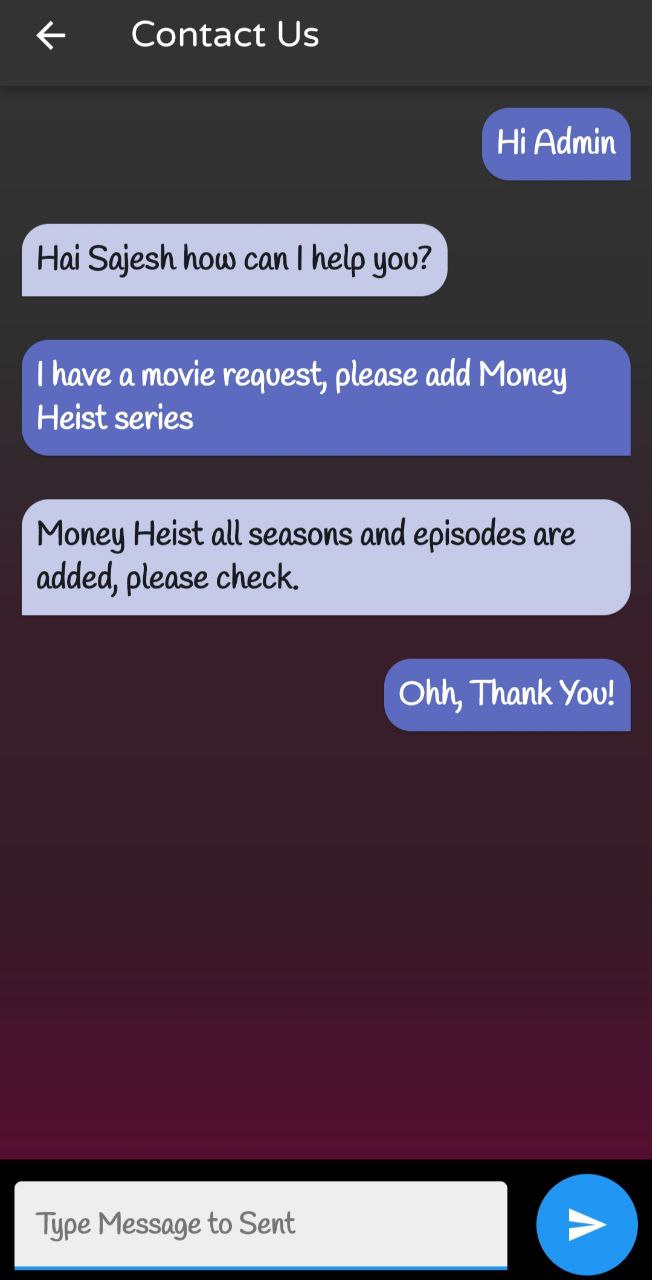 Contact Us
Hi Admin
Hai Sajesh how can I help you?
I have a movie request, please add Money
Heist series
Money Heist all seasons and episodes are
added, please check.
Ohh, Thank You!
Type Message to Sent